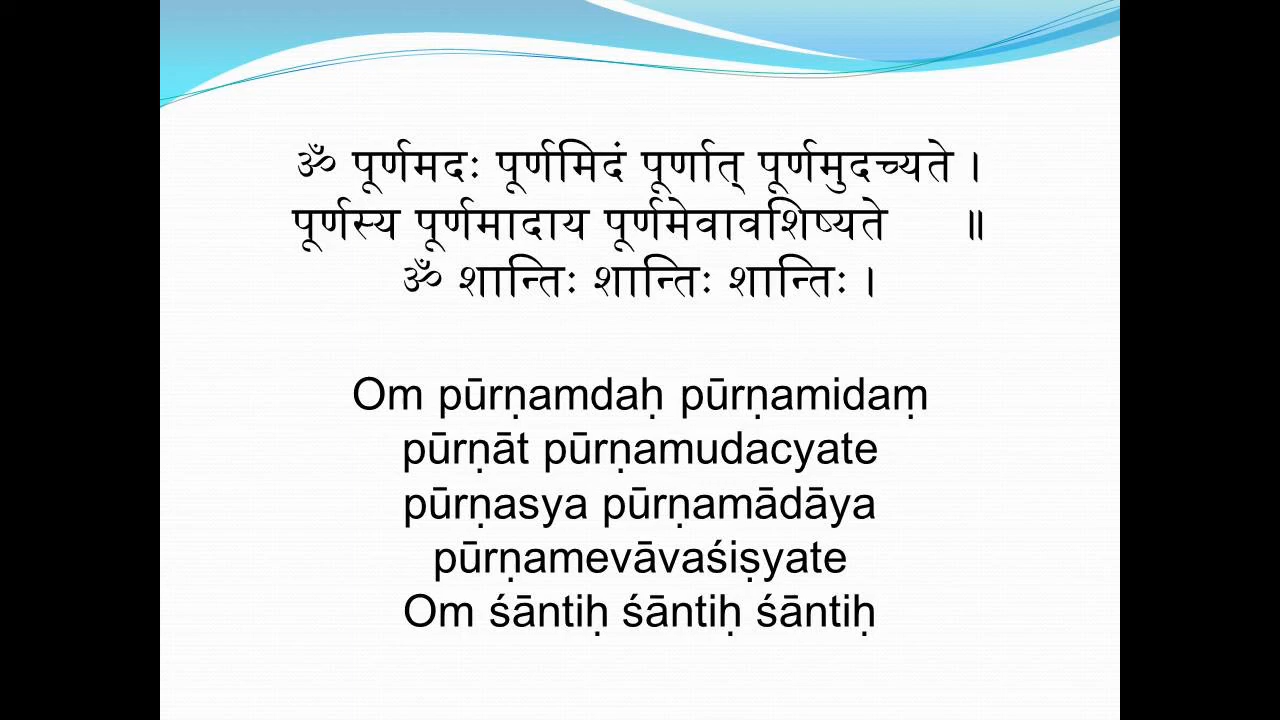 ॐ पूर्णमदः पूर्णमिदं पूर्णात् पूर्णमुदच्यते ।
पूर्णस्य पूर्णमादाय पूर्णमेवावशिष्यते ॥
ॐ शान्तिः शान्तिः शान्तिः ।
Om pūrṇamdaḥ pūrṇamidaṃ
pūrṇāt pūrṇamudacyate
pūrṇasya pūrṇamādāya
pūrṇamevāvaśiṣyate
Om śāntiḥ śāntiḥ śāntiḥ